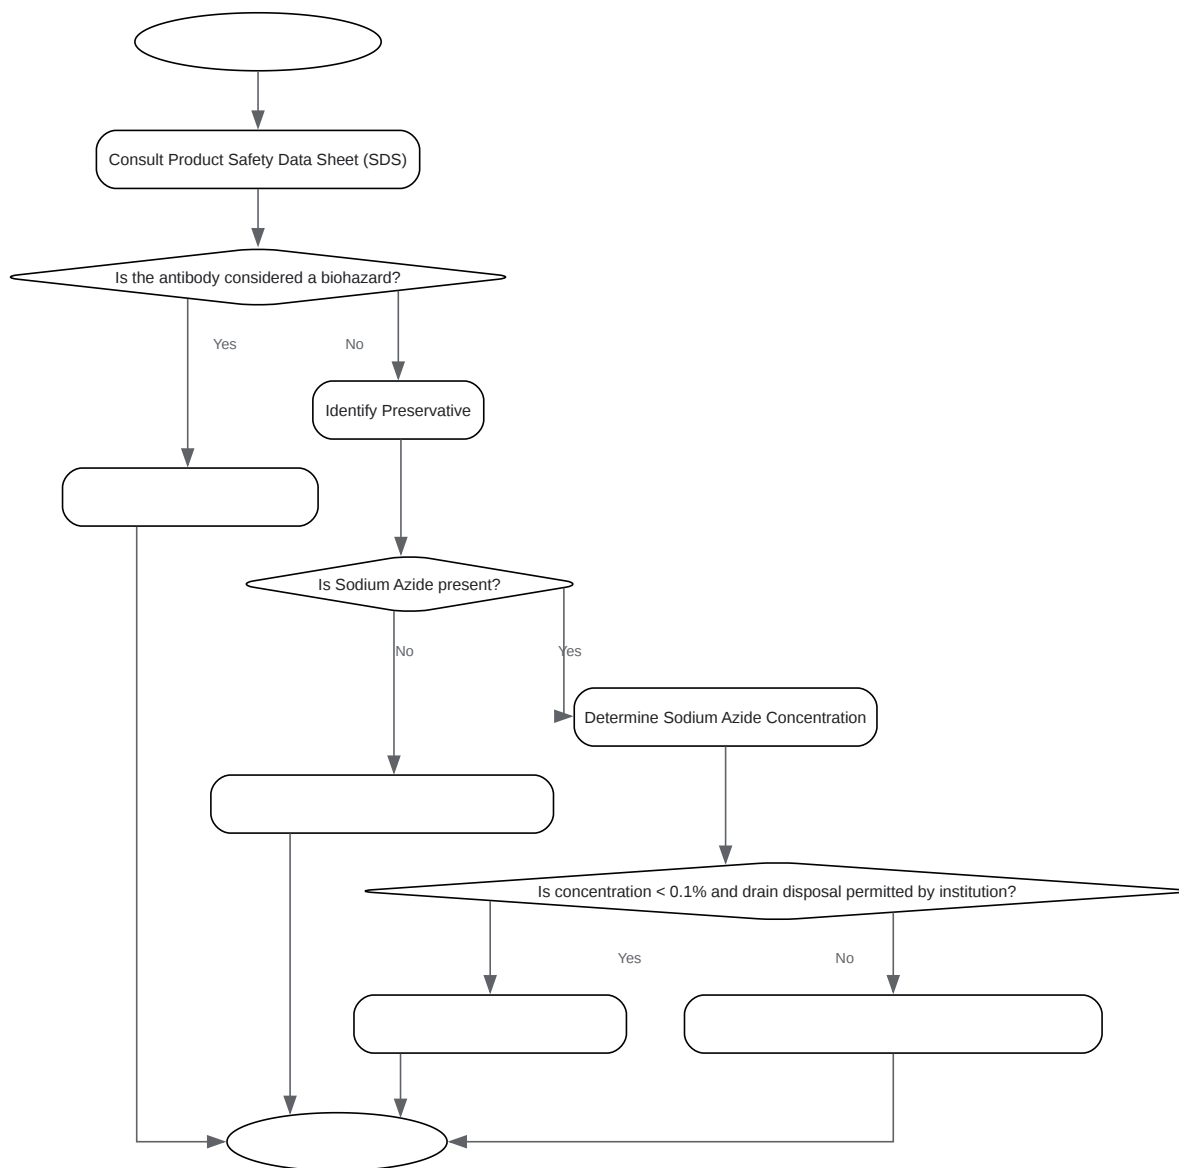 Consult Product Safety Data Sheet (SDS)
Is the antibody considered a biohazard?
Yes
No
Identify Preservative
Is Sodium Azide present?
No
Yes
Determine Sodium Azide Concentration
Is concentration < 0.1% and drain disposal permitted by institution?
Yes
No